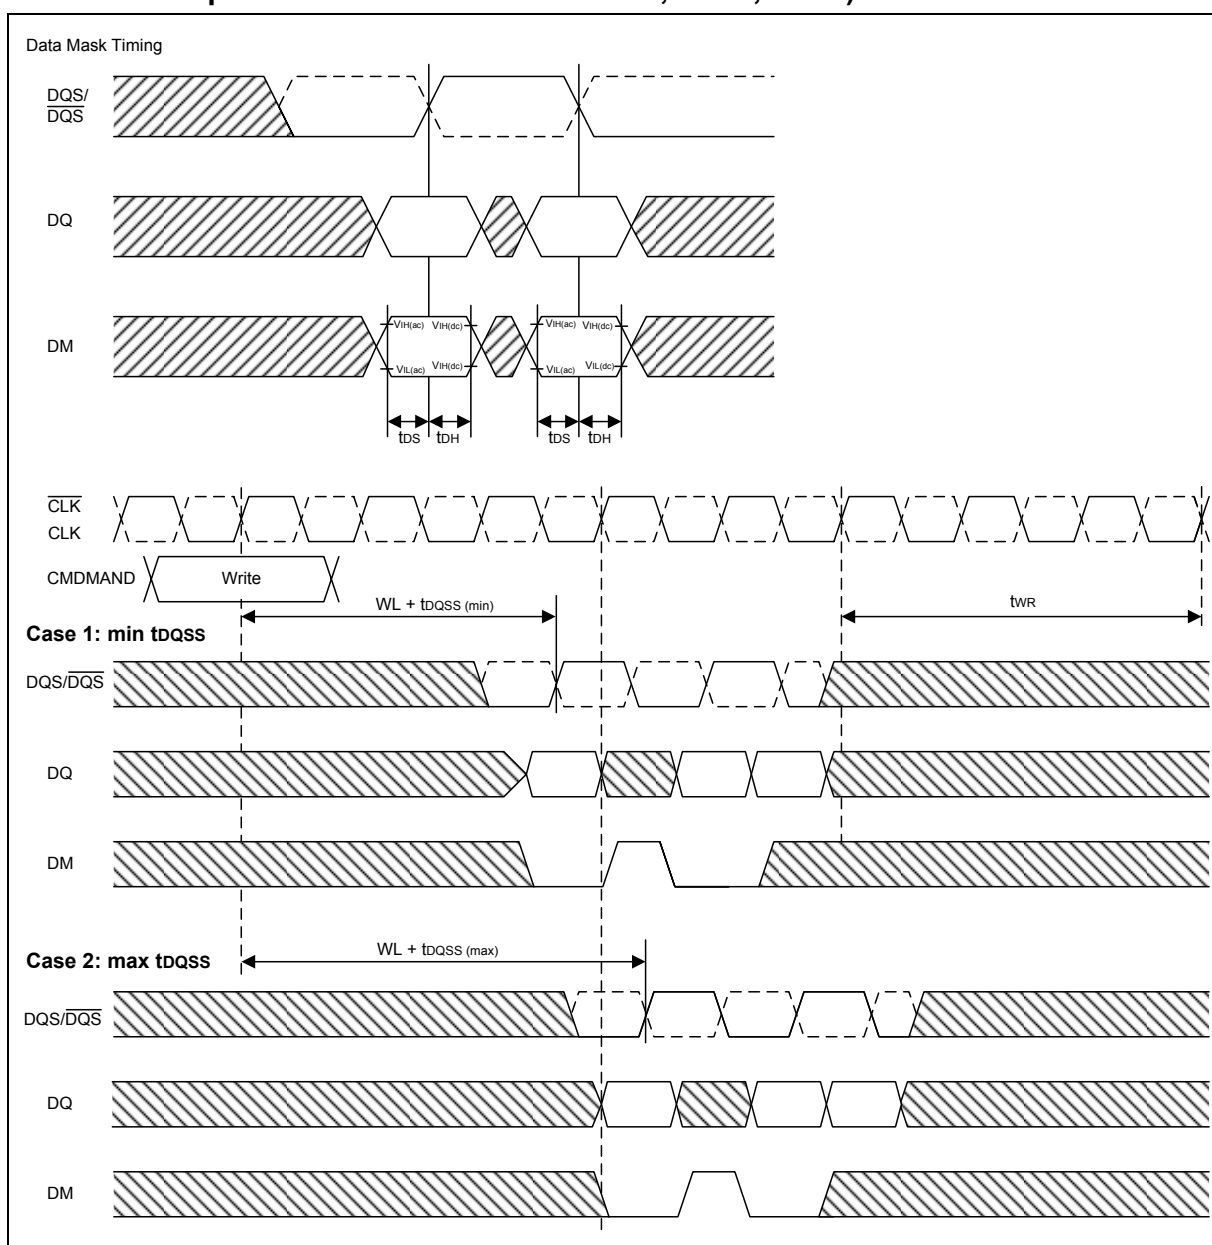 Data Mask Timing
DQS/
DQS
DQ
DM
VIH(ac) VIH(dc) VIH(ac) VIH(dc)
VIL(ac) VIH(dc) VIL(ac) VIL(dc)
tDS tDH tDS tDH
CLK
CLK
CMDMAND Write
WL + tDQSS (min) tWR
Case 1: min tDQSS
DQS/DQS
DQ
DM
WL + tDQSS (max)
Case 2: max tDQSS
DQS/DQS
DQ
DM